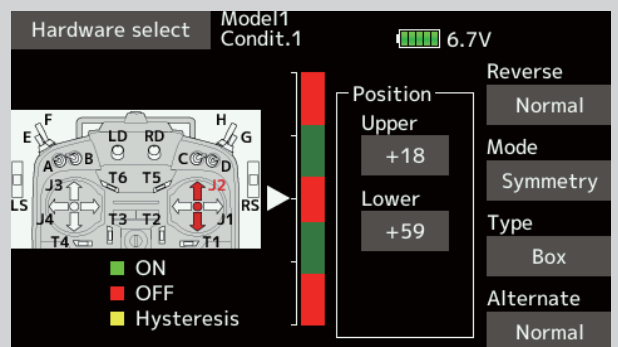 Hardware select
Model1
Condit.1
6.7V
F
H
E
LD RD
G
A B
C D
J3
T6 T5
J2
LS
RS
J4
T3 T2
J1
T4
T1
ON
OFF
Hysteresis
Position
Upper
+18
Lower
+59
Reverse
Normal
Mode
Symmetry
Type
Box
Alternate
Normal